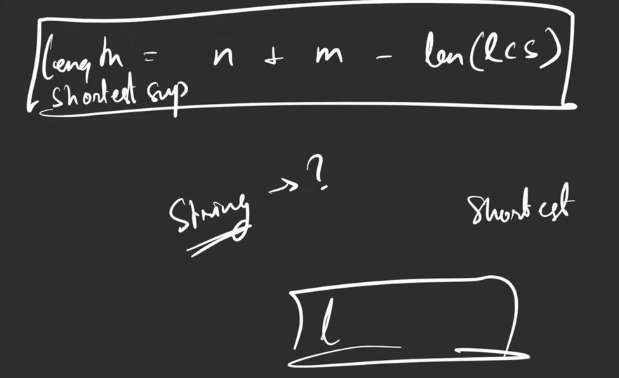 Length = n + m - len(lcs)
shortest sup
String → ?
Shortest
l